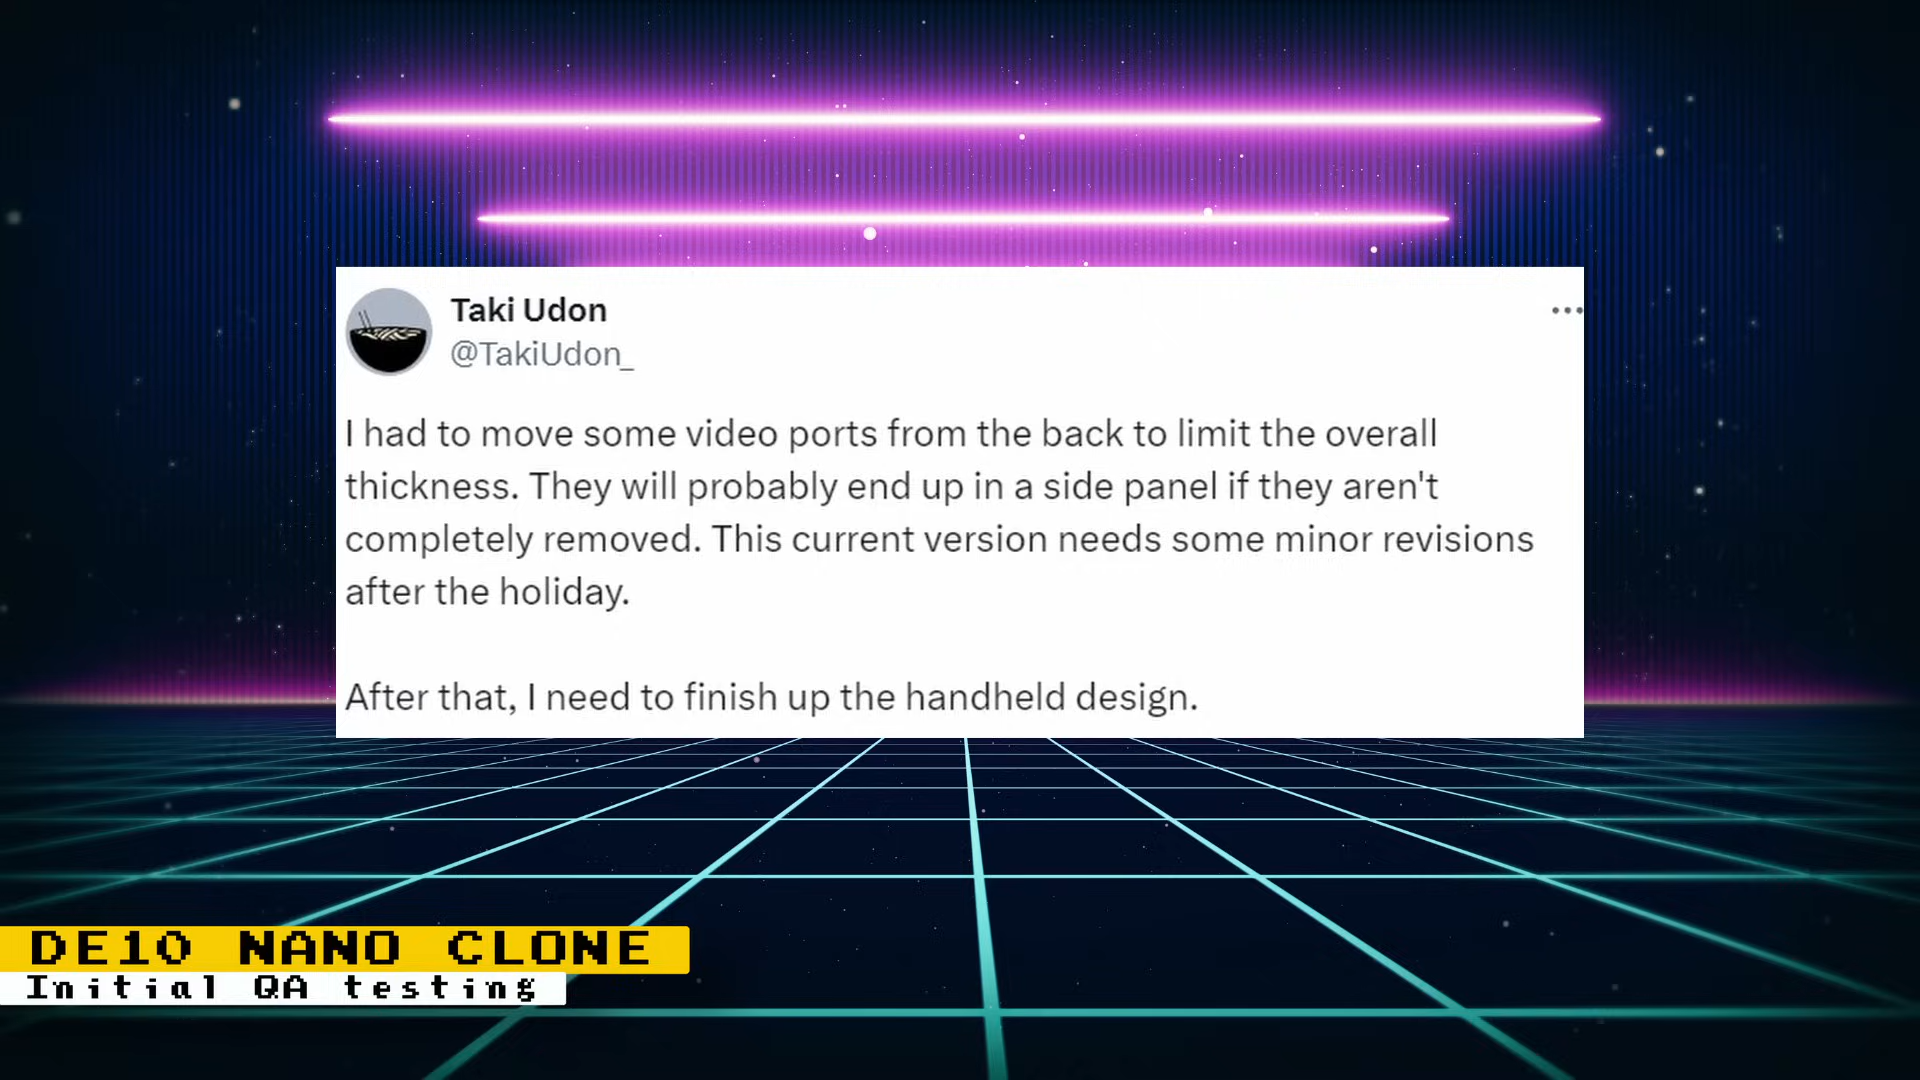 Taki Udon
@TakiUdon_
I had to move some video ports from the back to limit the overall
thickness. They will probably end up in a side panel if they aren't
completely removed. This current version needs some minor revisions
after the holiday.
After that, I need to finish up the handheld design.
DE10 NANO CLONE
Initial QA testing